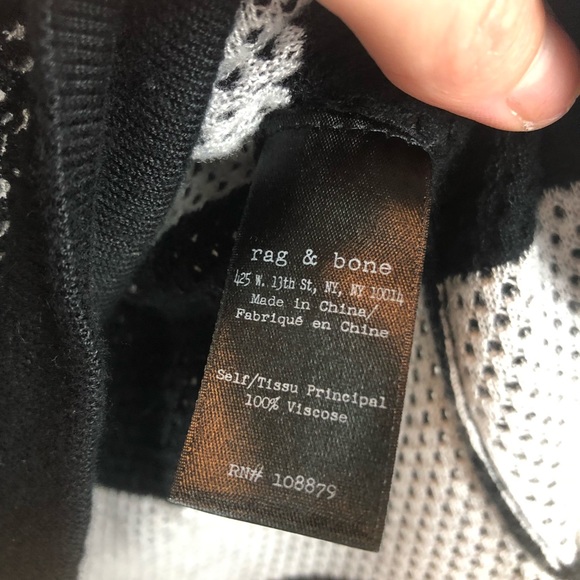 rag & bone
425 W. 13th St, NY, NY 10014
Made in China/
Fabriqué en Chine
Self/Tissu Principal
100% Viscose
RN# 108879